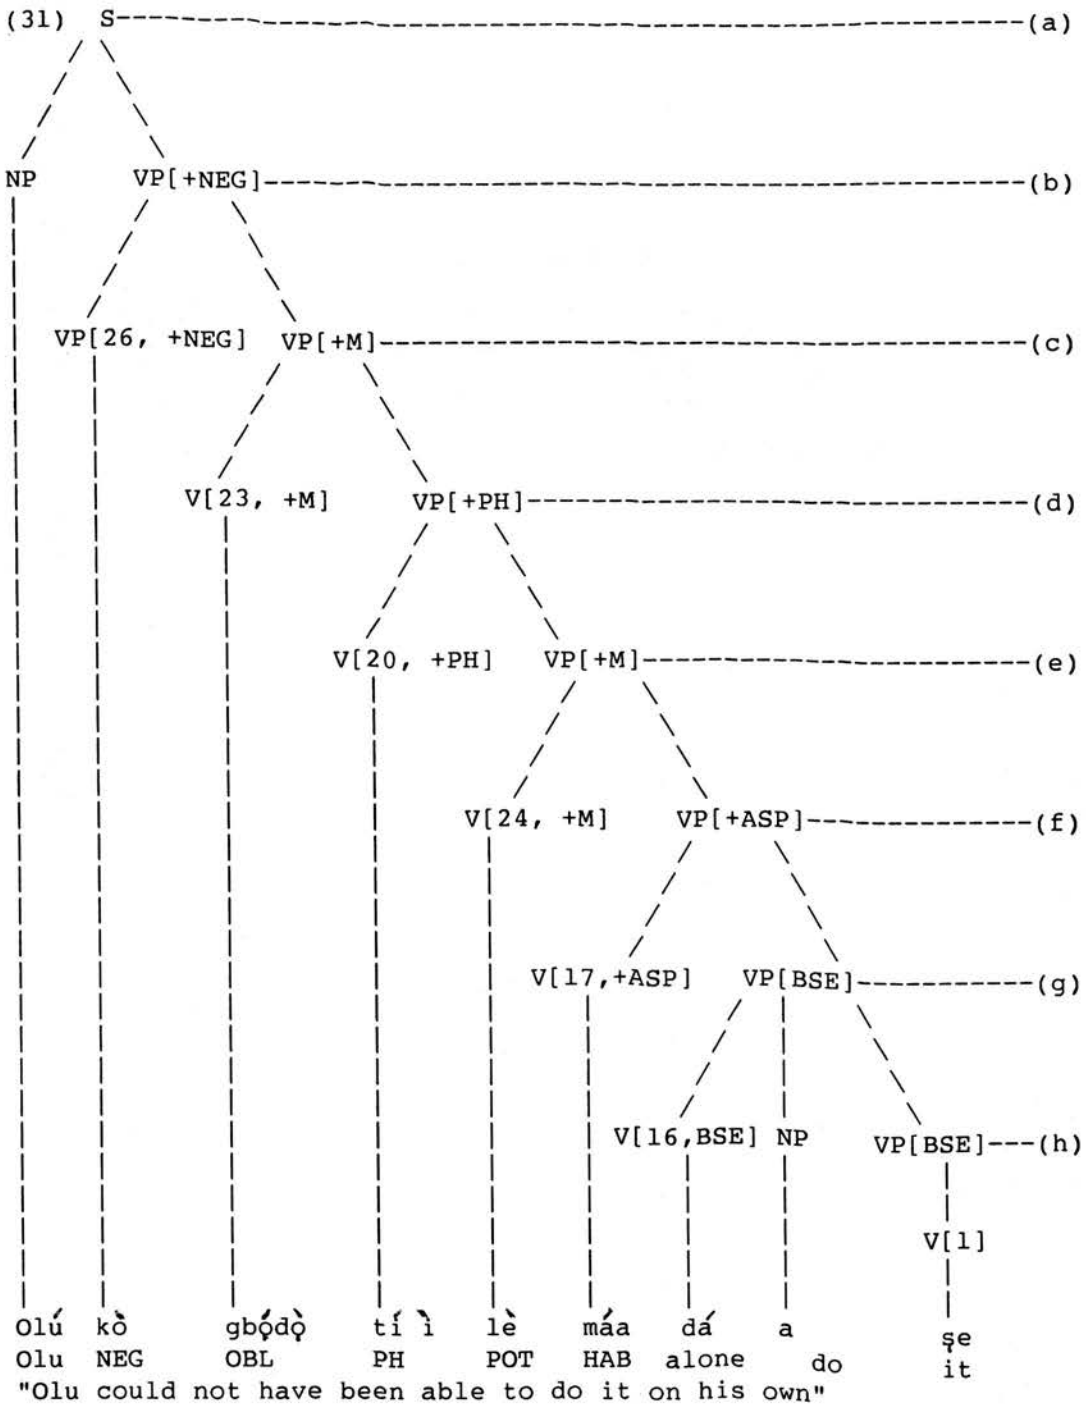 (31) S (a)
NP VP[+NEG] (b)
VP[26, +NEG] VP[+M] (c)
V[23, +M] VP[+PH] (d)
V[20, +PH] VP[+M] (e)
V[24, +M] VP[+ASP] (f)
V[17,+ASP] VP[BSE] (g)
V[16,BSE] NP VP[BSE] (h)
V[1]
Olú kò gbọ́dọ̀ tí ì lè máa dá a ṣe
Olu NEG OBL PH POT HAB alone do it
"Olu could not have been able to do it on his own"